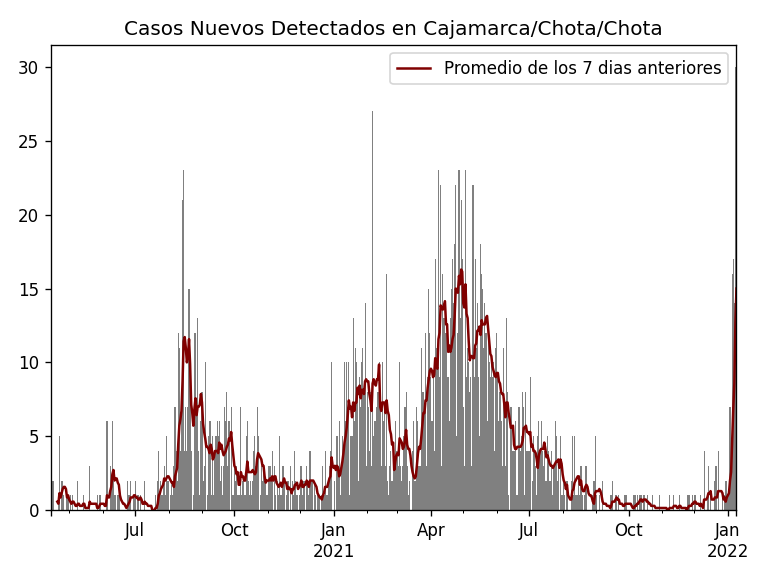 Casos Nuevos Detectados en Cajamarca/Chota/Chota
Promedio de los 7 dias anteriores
30
25
20
15
10
5
0
Jul Oct Jan Apr Jul Oct Jan
2021 2022